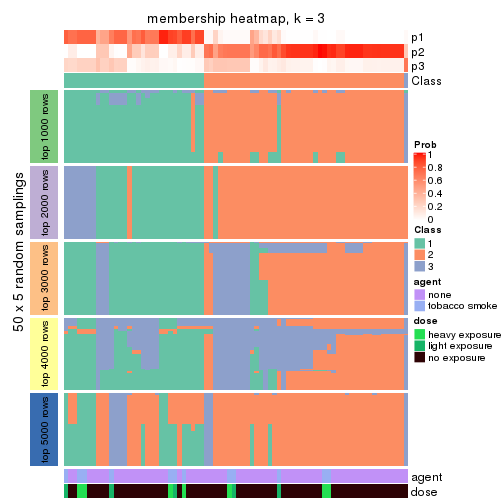 membership heatmap, k = 3
p1
p2
p3
Class
50 x 5 random samplings
top 1000 rows
top 2000 rows
top 3000 rows
top 4000 rows
top 5000 rows
agent
dose
Prob
1
0.8
0.6
0.4
0.2
0
Class
1
2
3
agent
none
tobacco smoke
dose
heavy exposure
light exposure
no exposure